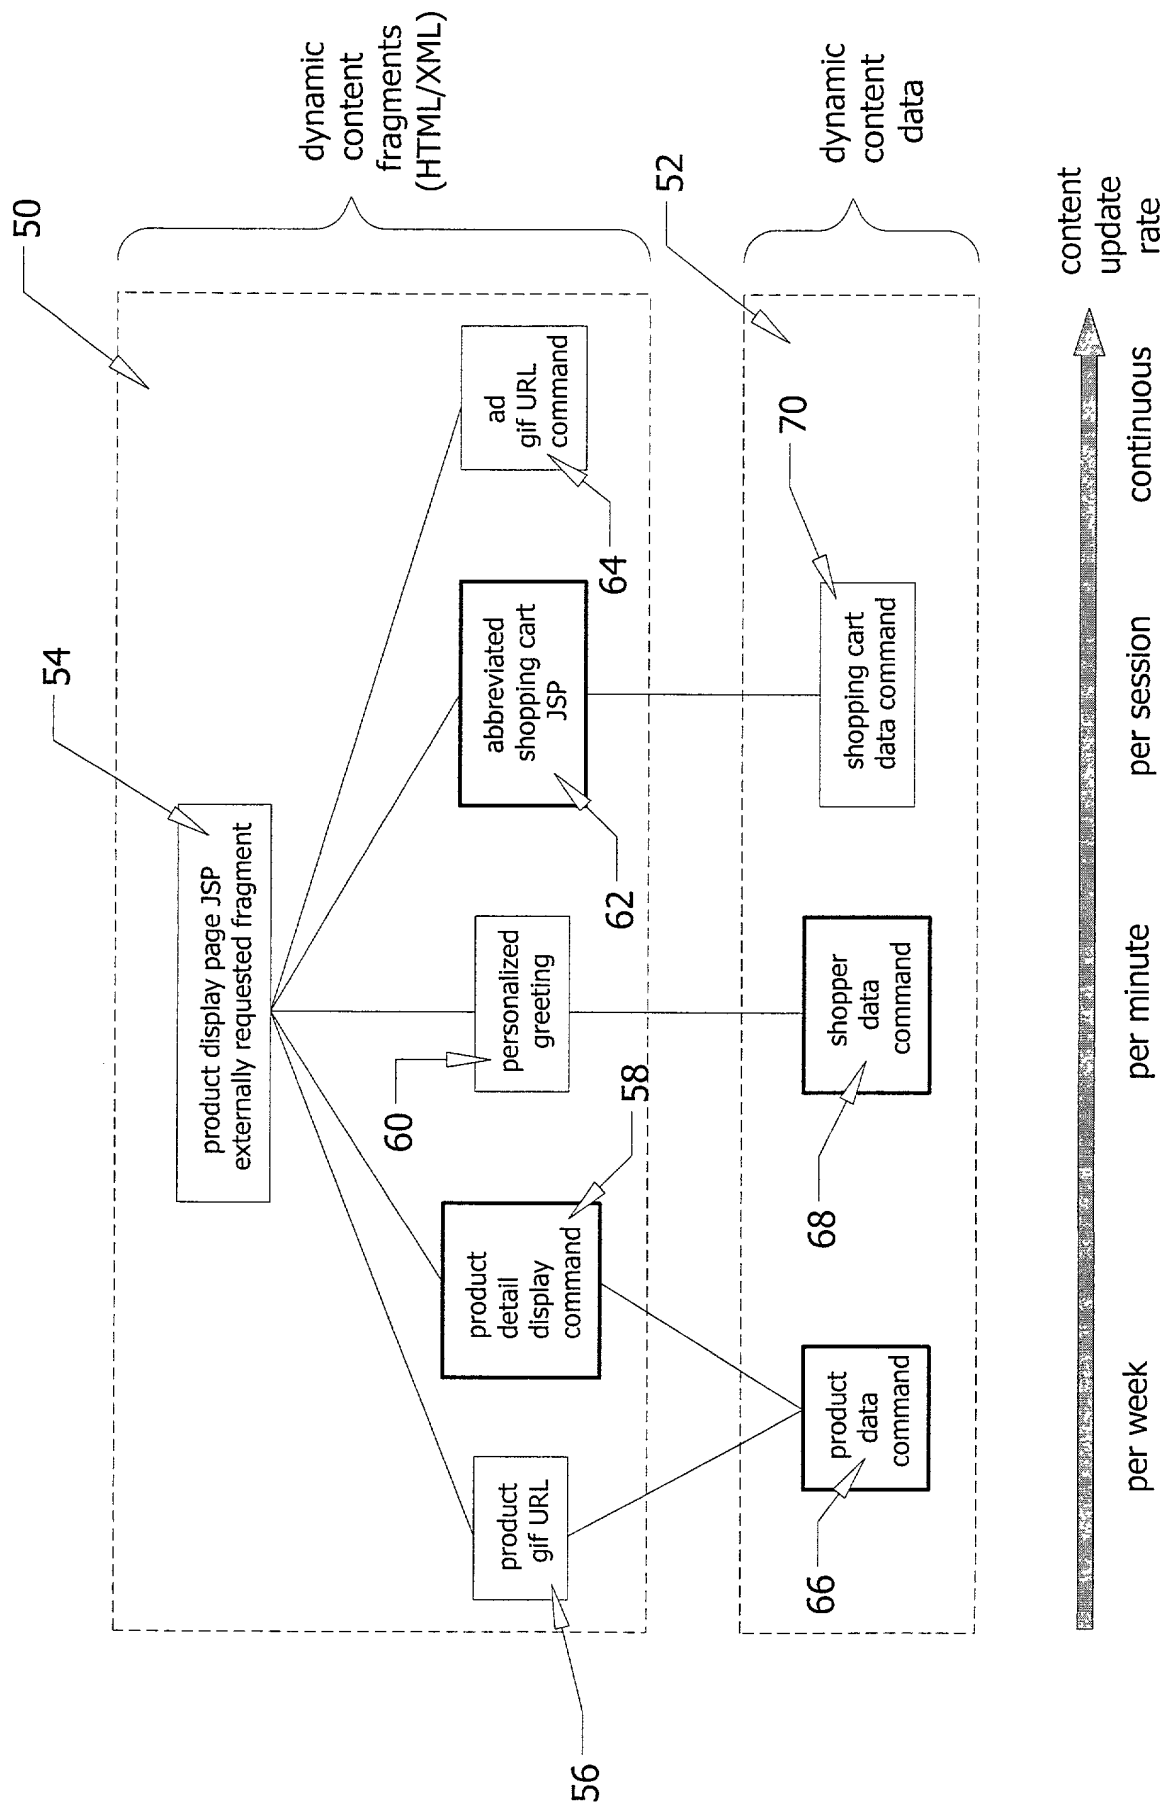 50
54
product display page JSP
externally requested fragment
dynamic
content
fragments
(HTML/XML)
56
product
gif URL
product
detail
display
command
58
60
personalized
greeting
abbreviated
shopping cart
JSP
62
ad
gif URL
command
64
52
dynamic
content
data
66
product
data
command
68
shopper
data
command
70
shopping cart
data command
per week
per minute
per session
continuous
content
update
rate